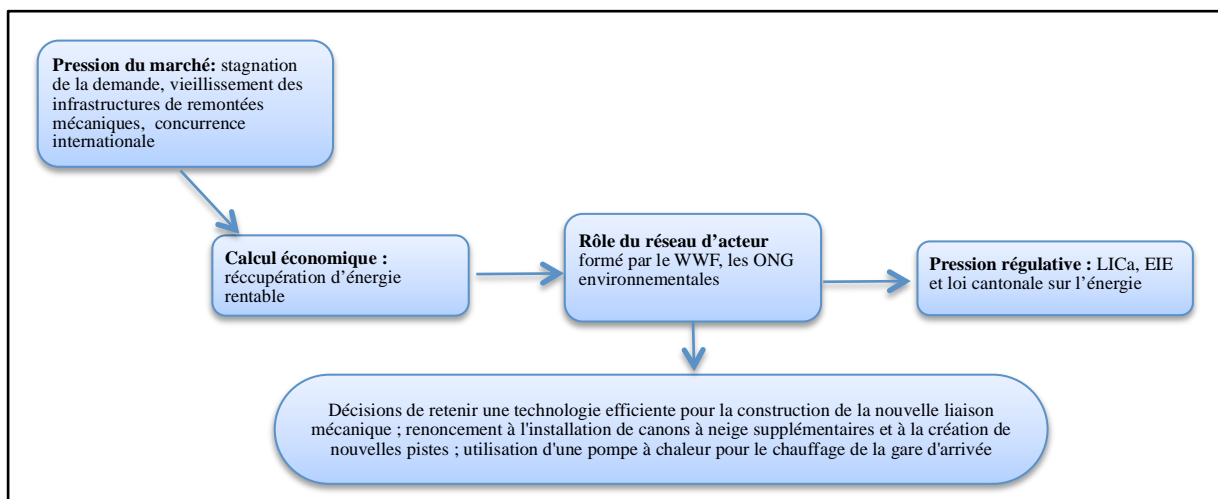 Pression du marché: stagnation
de la demande, vieillissement des
infrastructures de remontées
mécaniques, concurrence
internationale
Calcul économique :
réccupération d'énergie
rentable
Rôle du réseau d'acteur
formé par le WWF, les ONG
environnementales
Pression régulative : LICa, EIE
et loi cantonale sur l'énergie
Décisions de retenir une technologie efficiente pour la construction de la nouvelle liaison
mécanique ; renoncement à l'installation de canons à neige supplémentaires et à la création de
nouvelles pistes ; utilisation d'une pompe à chaleur pour le chauffage de la gare d'arrivée